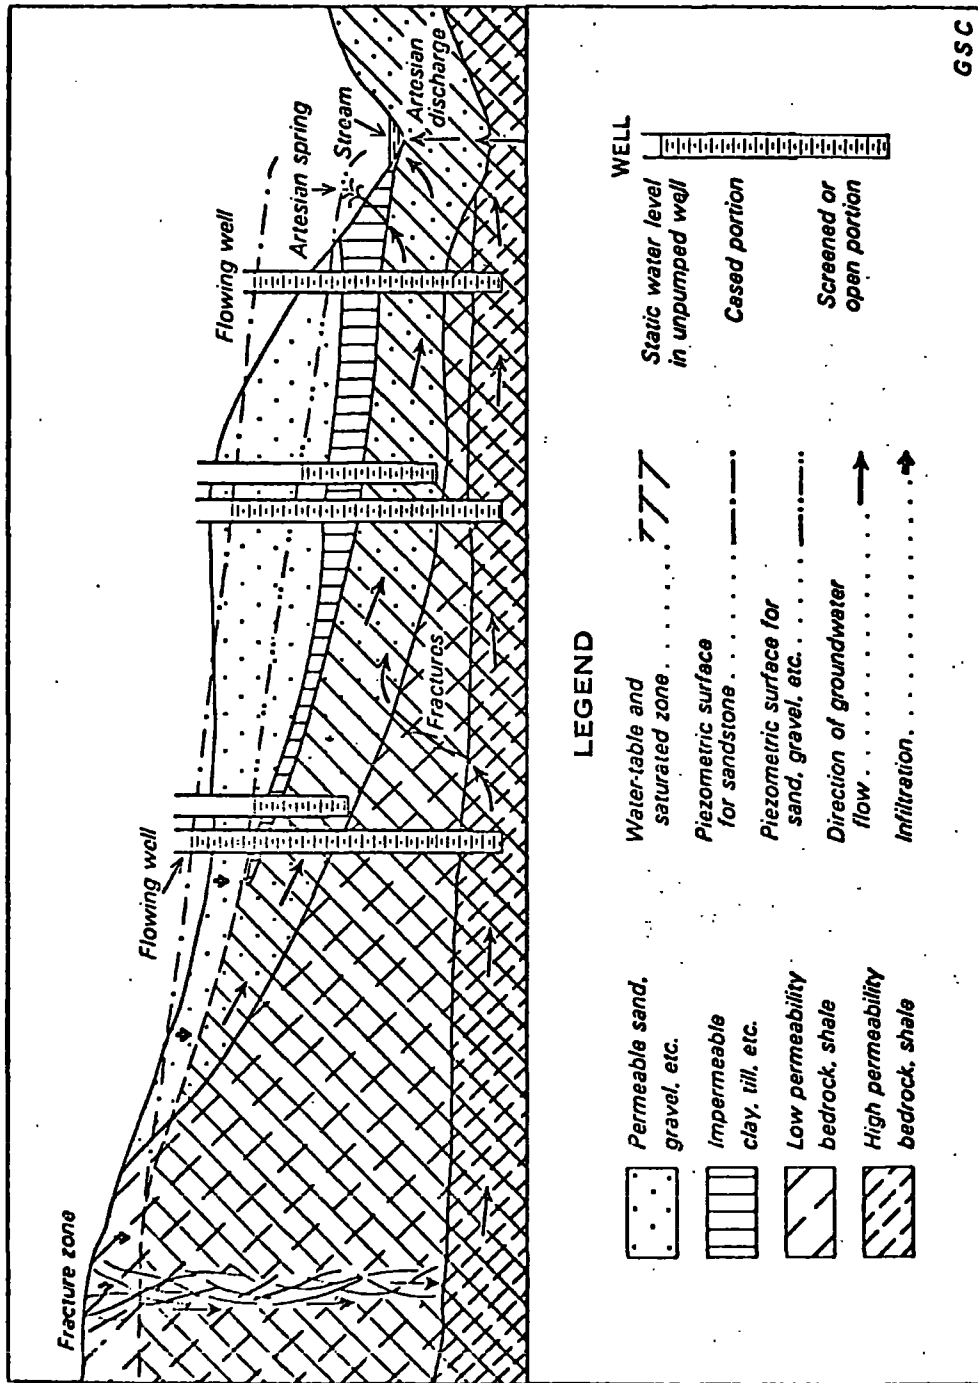 Fracture zone
Flowing well
Fractures
Flowing well
Artesian spring
Stream
Artesian
discharge
LEGEND
Permeable sand,
gravel, etc.
Impermeable
clay, till, etc.
Low permeability
bedrock, shale
High permeability
bedrock, shale
Water-table and
saturated zone
Piezometric surface
for sandstone
Piezometric surface for
sand, gravel, etc.
Direction of groundwater
flow
Infiltration
WELL
Static water level
in unpumped well
Cased portion
Screened or
open portion
GSC